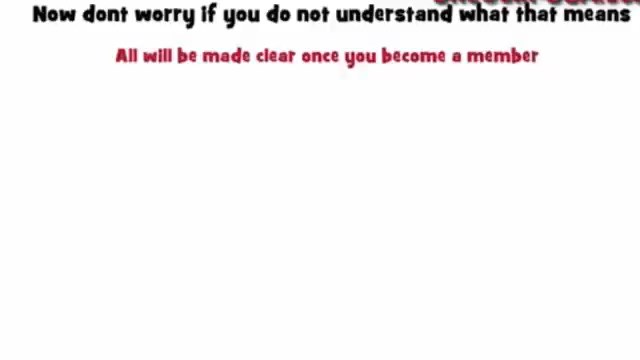 Now dont worry if you do not understand what that means
All will be made clear once you become a member